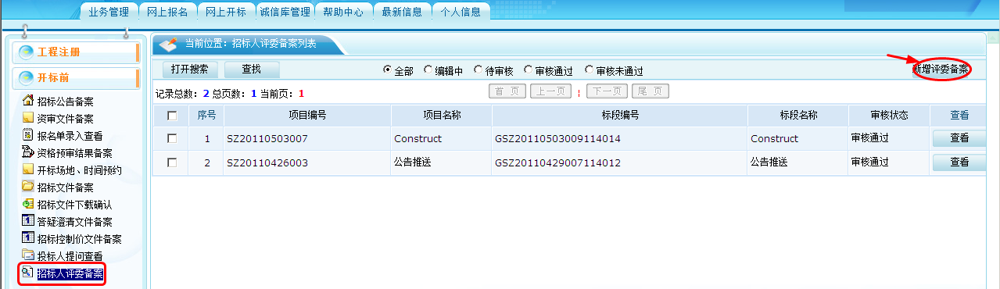 业务管理 网上报名 网上开标 诚信库管理 帮助中心 最新信息 个人信息
当前位置：招标人评委备案列表
工程注册
开标前
招标公告备案
资审文件备案
报名单录入查看
资格预审结果备案
开标场地、时间预约
招标文件备案
招标文件下载确认
答疑澄清文件备案
招标控制价文件备案
投标人提问查看
招标人评委备案
打开搜索 查找 全部 编辑中 待审核 审核通过 审核未通过 新增评委备案
记录总数：2 总页数：1 当前页：1 首 页 上一页 下一页 尾 页
序号 项目编号 项目名称 标段编号 标段名称 审核状态 查看
1 SZ20110503007 Construct GSZ20110503009114014 Construct 审核通过 查看
2 SZ20110426003 公告推送 GSZ20110429007114012 公告推送 审核通过 查看